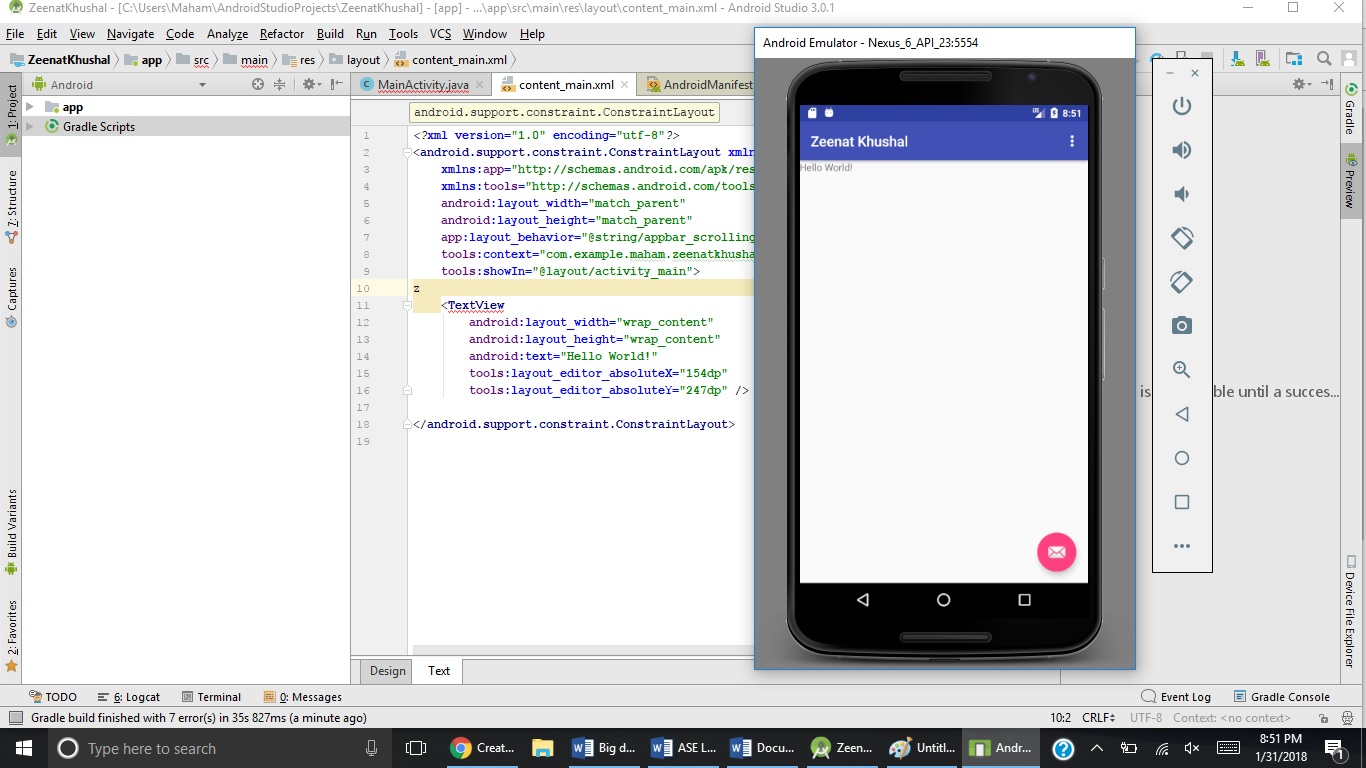 ZeenatKhushal - [C:\Users\Maham\AndroidStudioProjects\ZeenatKhushal] - [app] - ...\app\src\main\res\layout\content_main.xml - Android Studio 3.0.1
File Edit View Navigate Code Analyze Refactor Build Run Tools VCS Window Help
ZeenatKhushal app src main res layout content_main.xml
Android
MainActivity.java content_main.xml AndroidManifest
app
Gradle Scripts
1: Project
7: Structure
Captures
Build Variants
2: Favorites
android.support.constraint.ConstraintLayout
1 <?xml version="1.0" encoding="utf-8"?>
2 <android.support.constraint.ConstraintLayout xmln
3 xmlns:app="http://schemas.android.com/apk/res
4 xmlns:tools="http://schemas.android.com/tools
5 android:layout_width="match_parent"
6 android:layout_height="match_parent"
7 app:layout_behavior="@string/appbar_scrolling
8 tools:context="com.example.maham.zeenatkhusha
9 tools:showIn="@layout/activity_main">
10 z
11 <TextView
12 android:layout_width="wrap_content"
13 android:layout_height="wrap_content"
14 android:text="Hello World!"
15 tools:layout_editor_absoluteX="154dp"
16 tools:layout_editor_absoluteY="247dp" />
17
18 </android.support.constraint.ConstraintLayout>
19
Design Text
Android Emulator - Nexus_6_API_23:5554
8:51
Zeenat Khushal
Hello World!
is ble until a succes...
Gradle
Preview
Device File Explorer
TODO 6: Logcat Terminal 0: Messages Event Log Gradle Console
Gradle build finished with 7 error(s) in 35s 827ms (a minute ago) 10:2 CRLF UTF-8 Context: <no context>
Type here to search Creat... Big d... ASE L... Docu... Zeen... Untitl... Andr... 8:51 PM
1/31/2018
1